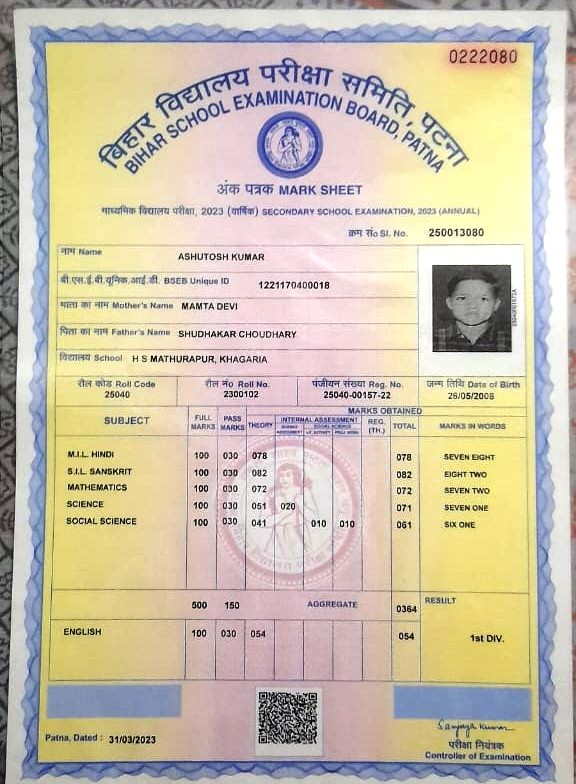 0222080
बिहार विद्यालय परीक्षा समिति, पटना
BIHAR SCHOOL EXAMINATION BOARD, PATNA
अंक पत्रक MARK SHEET
माध्यमिक विद्यालय परीक्षा, 2023 (वार्षिक) SECONDARY SCHOOL EXAMINATION, 2023 (ANNUAL)
क्रम सं० Sl. No. 250013080
नाम Name ASHUTOSH KUMAR
बी.एस.ई.बी.यूनिक.आई.डी. BSEB Unique ID 1221170400018
माता का नाम Mother's Name MAMTA DEVI
पिता का नाम Father's Name SHUDHAKAR CHOUDHARY
विद्यालय School H S MATHURAPUR, KHAGARIA
रौल कोड Roll Code रौल नं० Roll No. पंजीयन संख्या Reg. No. जन्म तिथि Date of Birth
25040 2300102 25040-00157-22 26/05/2008
MARKS OBTAINED
SUBJECT FULL MARKS PASS MARKS THEORY INTERNAL ASSESSMENT REG. (TH.) TOTAL MARKS IN WORDS
M.I.L. HINDI 100 030 078 078 SEVEN EIGHT
S.I.L. SANSKRIT 100 030 082 082 EIGHT TWO
MATHEMATICS 100 030 072 072 SEVEN TWO
SCIENCE 100 030 051 020 071 SEVEN ONE
SOCIAL SCIENCE 100 030 041 010 010 061 SIX ONE
500 150 AGGREGATE 0364 RESULT
ENGLISH 100 030 054 054 1st DIV.
Patna, Dated : 31/03/2023
Sanjay Kumar
परीक्षा नियंत्रक
Controller of Examination